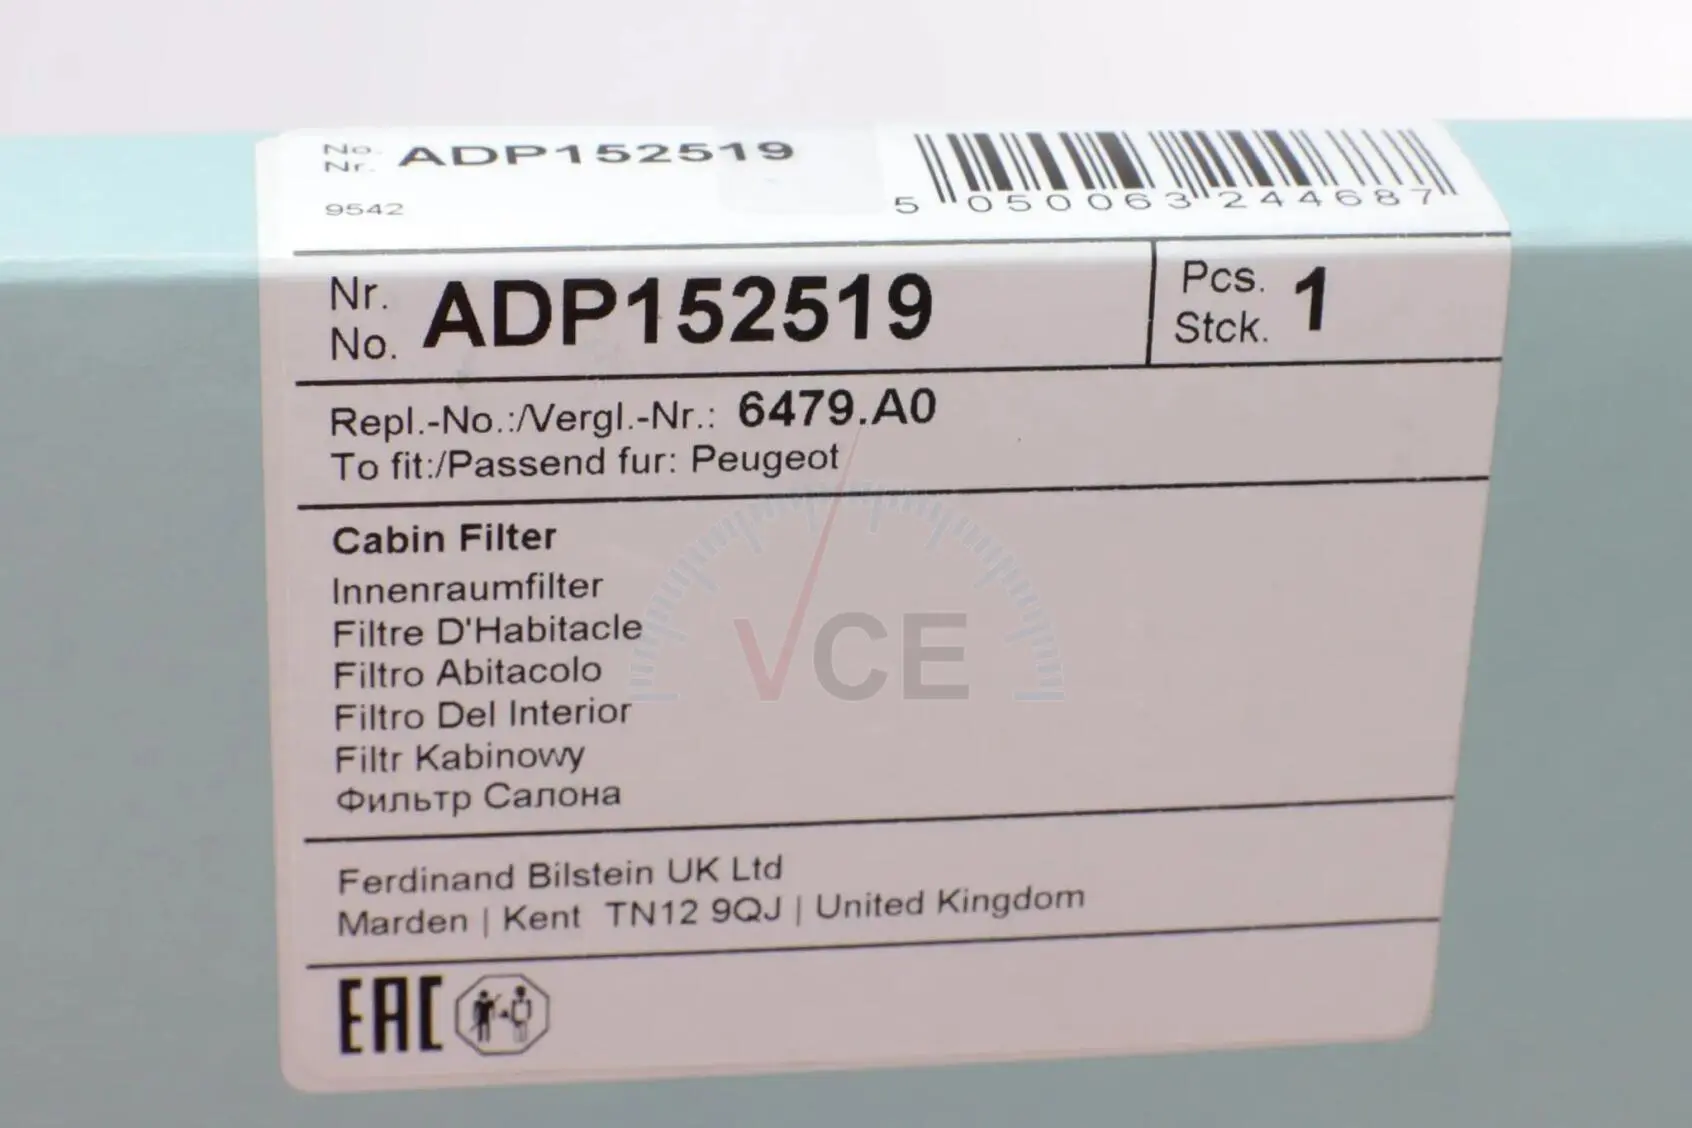 No. ADP152519
Nr.
9542
5 050063 244687
Nr. ADP152519
No.
Pcs. 1
Stck.
Repl.-No.:/Vergl.-Nr.: 6479.A0
To fit:/Passend fur: Peugeot
Cabin Filter
Innenraumfilter
Filtre D'Habitacle
Filtro Abitacolo
Filtro Del Interior
Filtr Kabinowy
Фильтр Салона
VCE
Ferdinand Bilstein UK Ltd
Marden | Kent TN12 9QJ | United Kingdom
EAC